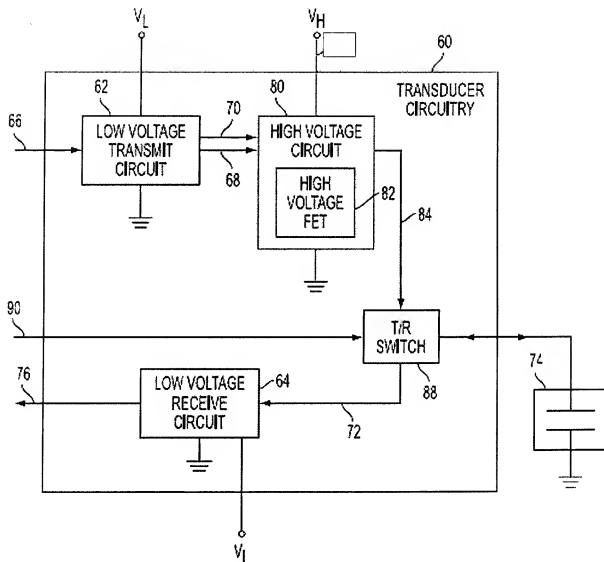 V_L
V_H
60
62
80
TRANSDUCER
CIRCUITRY
66
LOW VOLTAGE
TRANSMIT
CIRCUIT
70
68
HIGH VOLTAGE
CIRCUIT
HIGH
VOLTAGE
FET
82
84
90
T/R
SWITCH
88
74
76
LOW VOLTAGE
RECEIVE
CIRCUIT
64
72
V_L